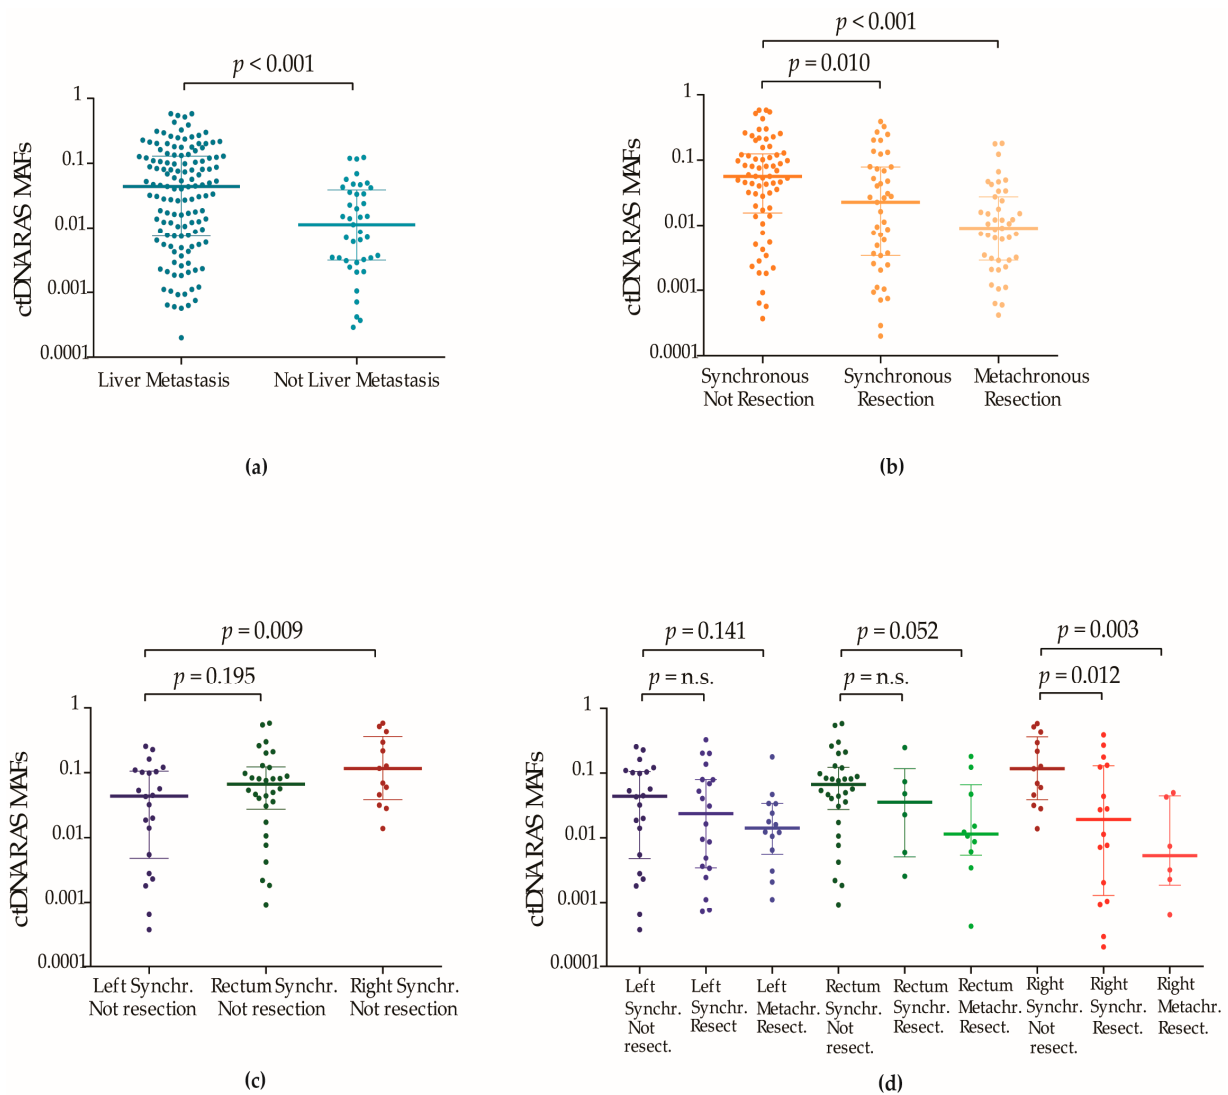 p < 0.001
ctDNA RAS MAFs
1
0.1
0.01
0.001
0.0001
Liver Metastasis
Not Liver Metastasis
(a)
p < 0.001
p = 0.010
ctDNA RAS MAFs
1
0.1
0.01
0.001
0.0001
Synchronous
Not Resection
Synchronous
Resection
Metachronous
Resection
(b)
p = 0.009
p = 0.195
ctDNA RAS MAFs
1
0.1
0.01
0.001
0.0001
Left Synchr.
Not resection
Rectum Synchr.
Not resection
Right Synchr.
Not resection
(c)
p = 0.141
p = n.s.
p = 0.052
p = n.s.
p = 0.003
p = 0.012
ctDNA RAS MAFs
1
0.1
0.01
0.001
0.0001
Left
Synchr.
Not
resect.
Left
Synchr.
Resect
Left
Metachr.
Resect.
Rectum
Synchr.
Not
resect.
Rectum
Synchr.
Resect.
Rectum
Metachr.
Resect.
Right
Synchr.
Not
resect.
Right
Synchr.
Resect.
Right
Metachr.
Resect.
(d)